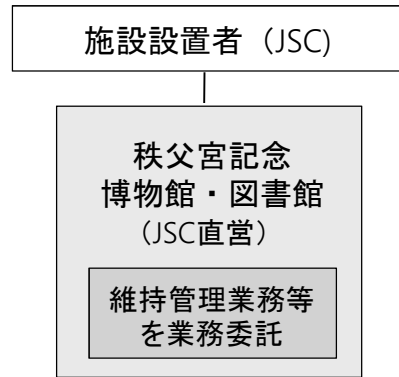 施設設置者（JSC)
秩父宮記念
博物館・図書館
（JSC直営）
維持管理業務等
を業務委託